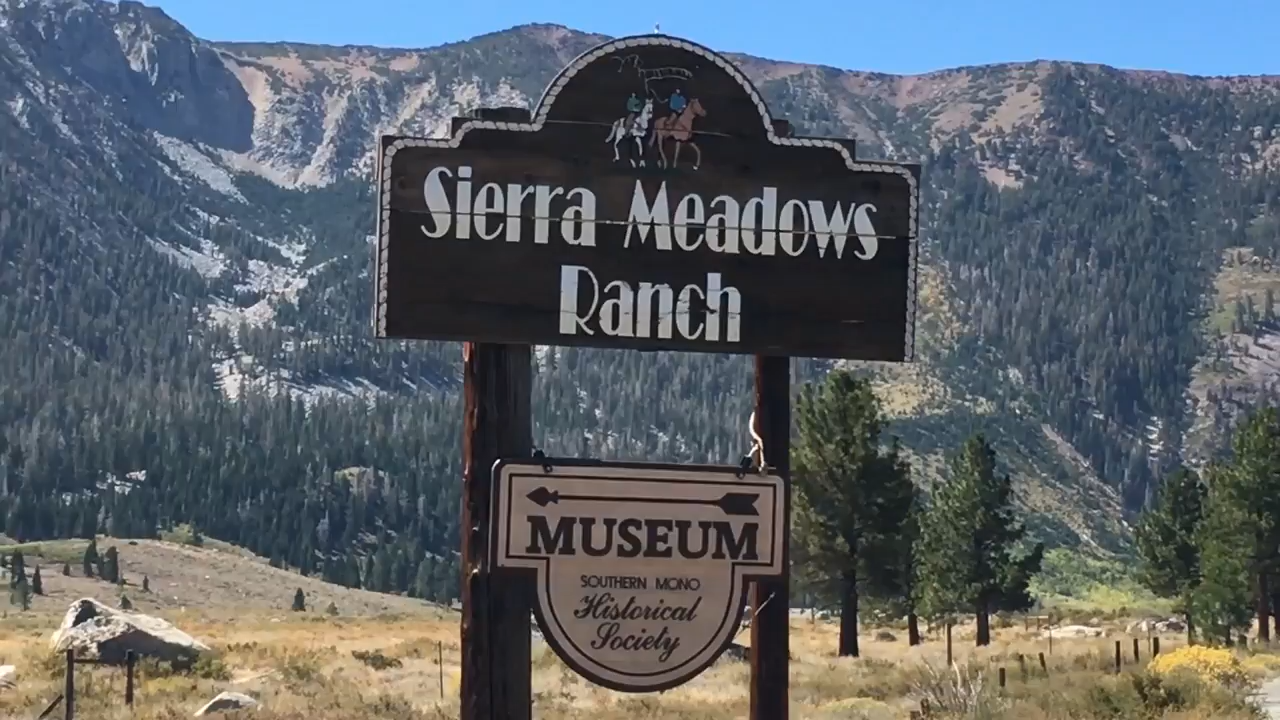 Sierra Meadows
Ranch
MUSEUM
SOUTHERN MONO
Historical
Society